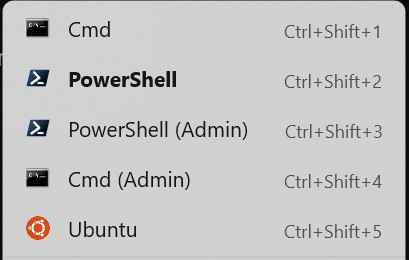 Cmd Ctrl+Shift+1
PowerShell Ctrl+Shift+2
PowerShell (Admin) Ctrl+Shift+3
Cmd (Admin) Ctrl+Shift+4
Ubuntu Ctrl+Shift+5